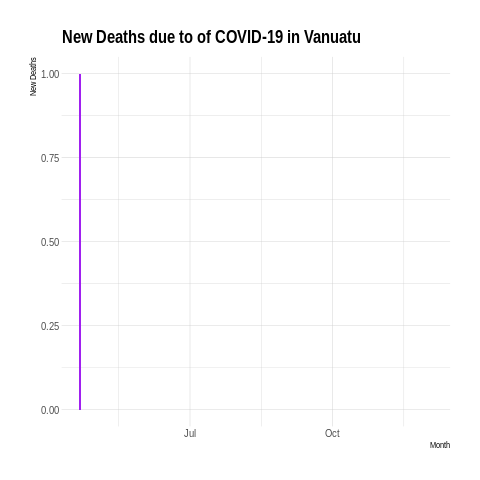 New Deaths due to of COVID-19 in Vanuatu
New Deaths
1.00
0.75
0.50
0.25
0.00
Jul
Oct
Month